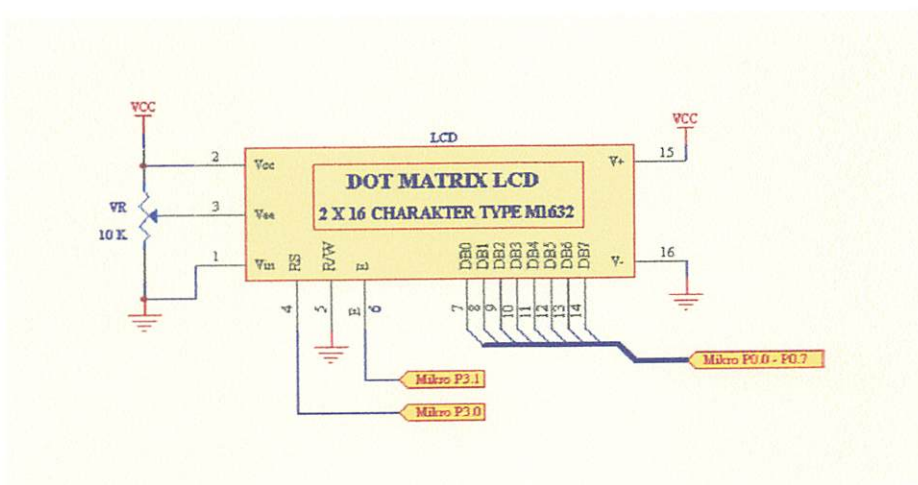 VCC
LCD
VCC
2
Vcc
V+
15
DOT MATRIX LCD
VR
3
2 X 16 CHARAKTER TYPE M1632
10 K
1
Vin
RS
R/W
E
DB0
DB1
DB2
DB3
DB4
DB5
DB6
DB7
V-
16
4
5
E
6
7
8
9
10
11
12
13
14
Mikro P0.0 - P0.7
Mikro P3.1
Mikro P3.0